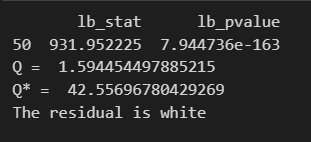 lb_stat lb_pvalue
50 931.952225 7.944736e-163
Q = 1.594454497885215
Q* = 42.55696780429269
The residual is white